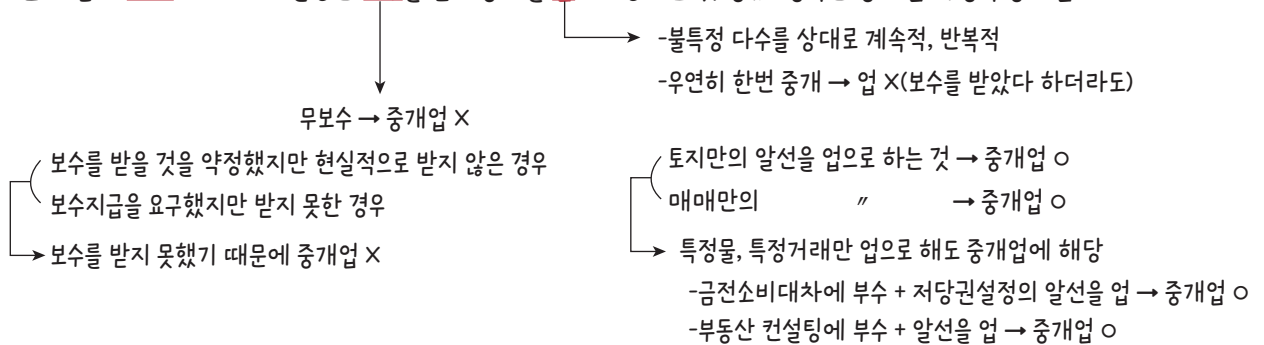 -불특정 다수를 상대로 계속적, 반복적
-우연히 한번 중개 → 업 X(보수를 받았다 하더라도)
무보수 → 중개업 X
보수를 받을 것을 약정했지만 현실적으로 받지 않은 경우
보수지급을 요구했지만 받지 못한 경우
보수를 받지 못했기 때문에 중개업 X
토지만의 알선을 업으로 하는 것 → 중개업 O
매매만의 〃 → 중개업 O
특정물, 특정거래만 업으로 해도 중개업에 해당
-금전소비대차에 부수 + 저당권설정의 알선을 업 → 중개업 O
-부동산 컨설팅에 부수 + 알선을 업 → 중개업 O